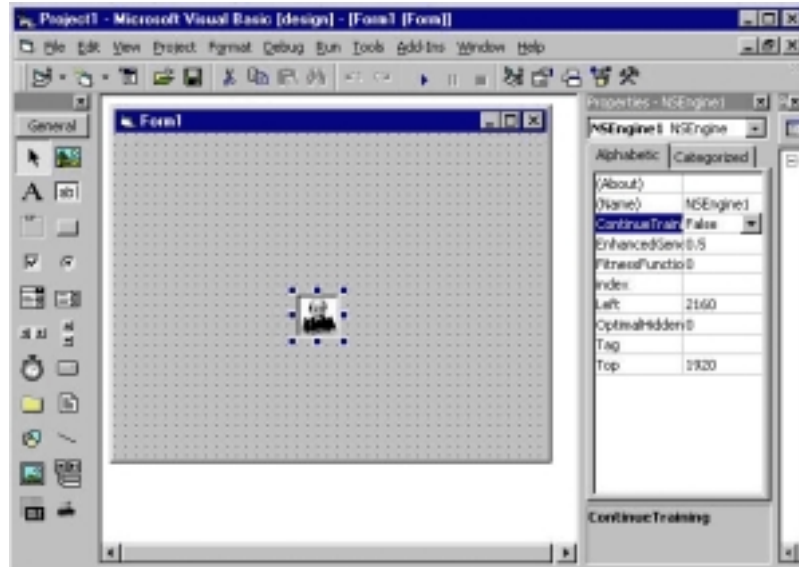 Project1 - Microsoft Visual Basic [design] - [Form1 (Form)]
File Edit View Project Format Debug Run Tools Add-Ins Window Help
General
A
ab|
Form1
Properties - NSEngine1
NSEngine1 NSEngine
Alphabetic Categorized
(About)
(Name) NSEngine1
ContinueTrain False
EnhancedGen 0.5
FitnessFunctio 0
Index
Left 2160
OptimalHidden 0
Tag
Top 1920
ContinueTraining